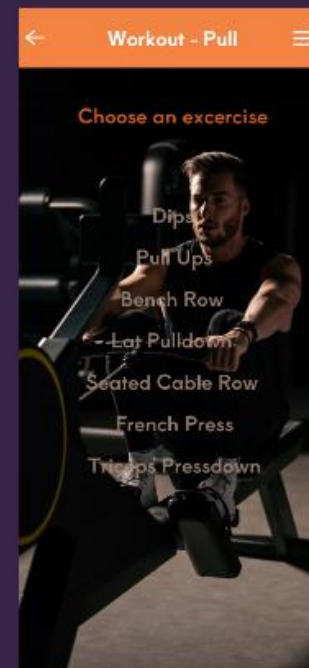 Workout - Pull
Choose an excercise
Dips
Pull Ups
Bench Row
Lat Pulldown
Seated Cable Row
French Press
Triceps Pressdown